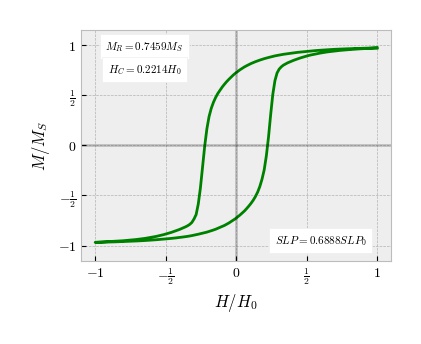 M_R = 0.7459M_S
H_C = 0.2214H_0
1
1/2
0
−1/2
−1
M/M_S
SLP = 0.6888SLP_0
−1 −1/2 0 1/2 1
H/H_0